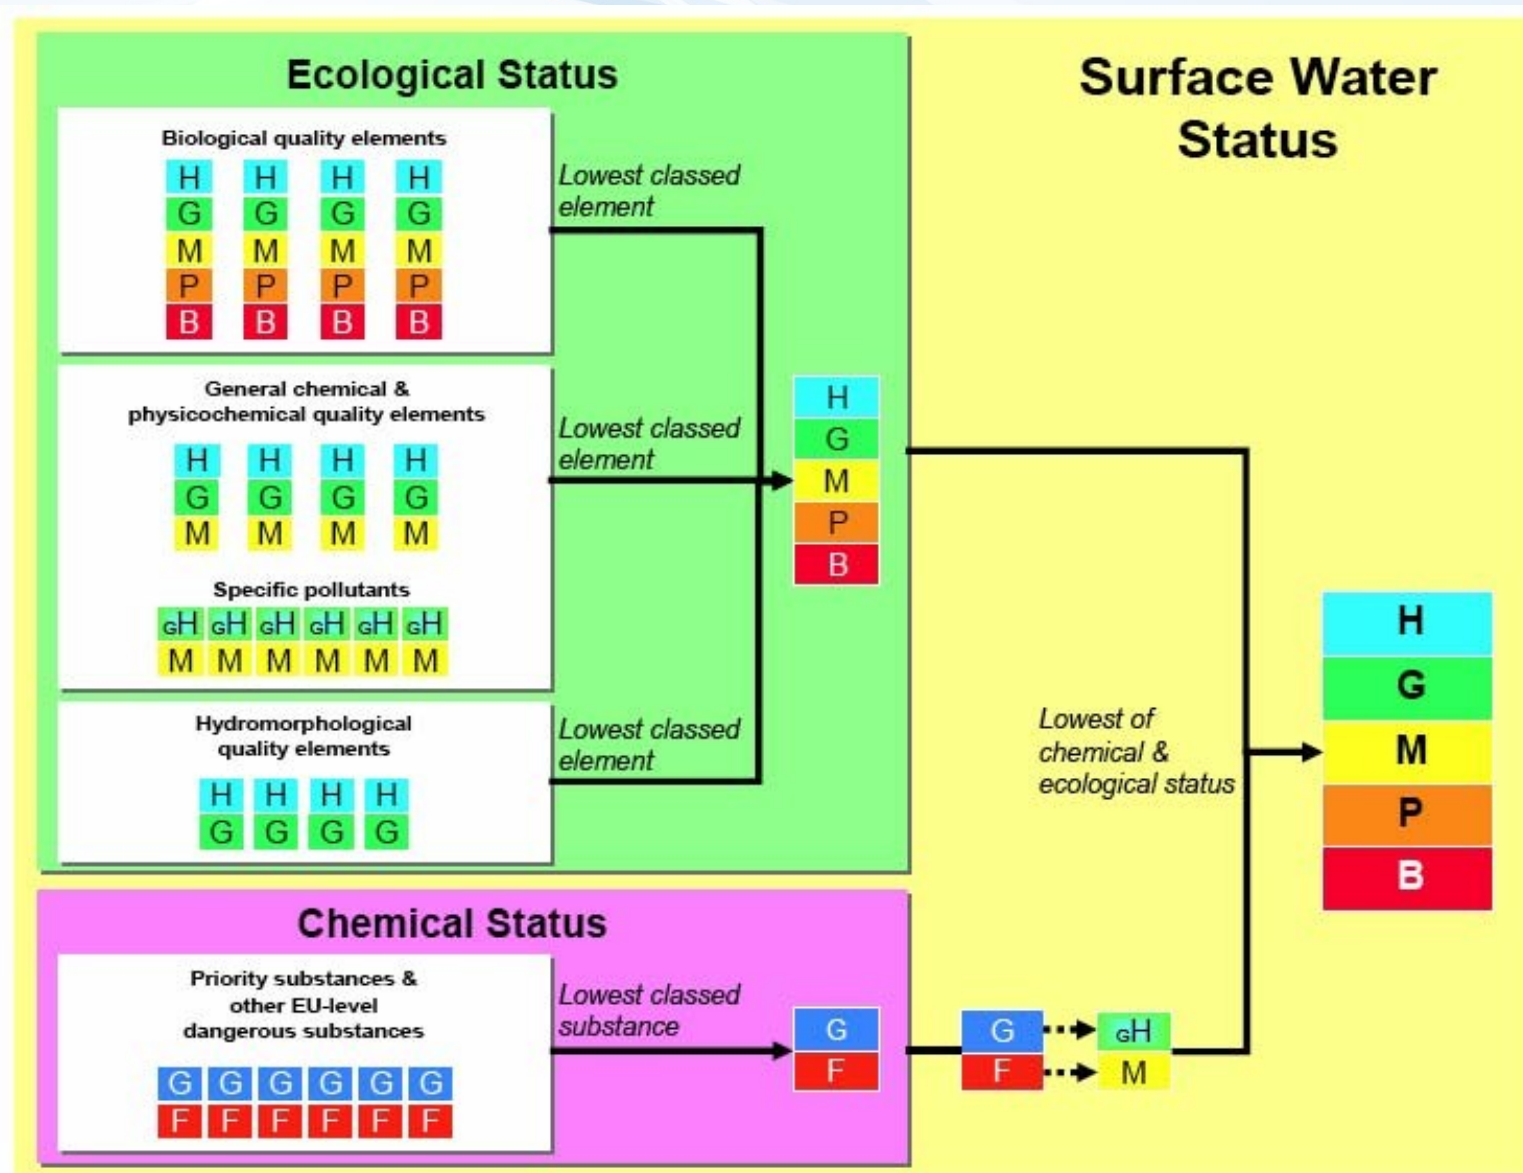 Ecological Status
Biological quality elements
H H H H
G G G G
M M M M
P P P P
B B B B
Lowest classed
element
General chemical &
physicochemical quality elements
H H H H
G G G G
M M M M
Specific pollutants
GH GH GH GH GH GH
M M M M M M
Lowest classed
element
Hydromorphological
quality elements
H H H H
G G G G
Lowest classed
element
H
G
M
P
B
Chemical Status
Priority substances &
other EU-level
dangerous substances
G G G G G G
F F F F F F
Lowest classed
substance
G
F
G GH
F M
Surface Water
Status
Lowest of
chemical &
ecological status
H
G
M
P
B